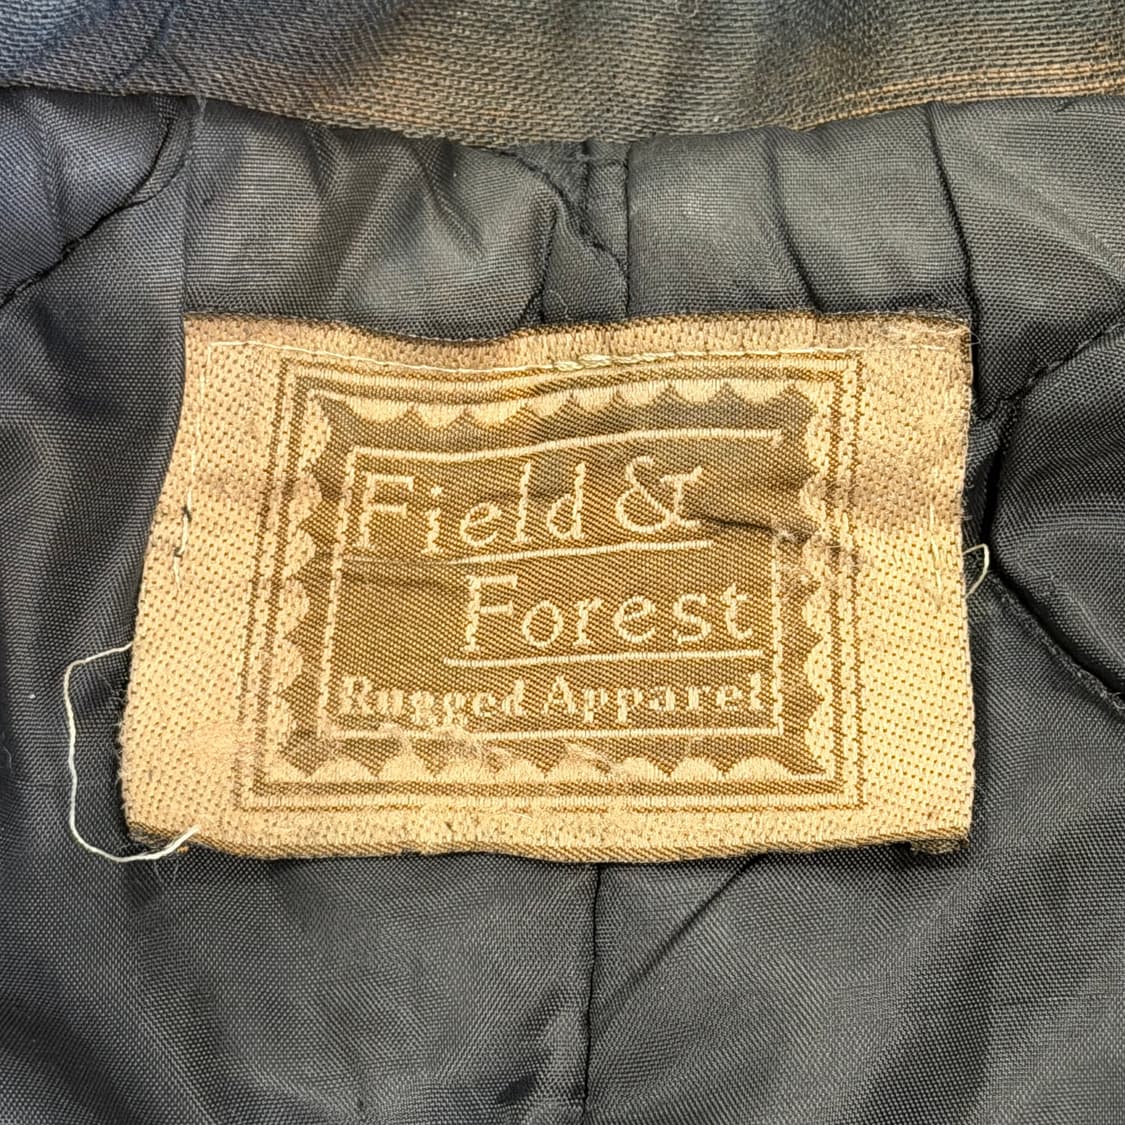 Field &
Forest
Rugged Apparel